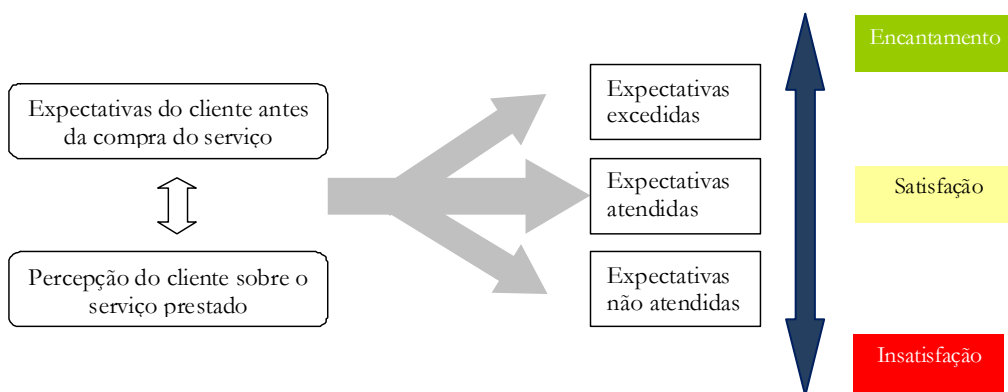 Expectativas do cliente antes
da compra do serviço
Percepção do cliente sobre o
serviço prestado
Expectativas
excedidas
Expectativas
atendidas
Expectativas
não atendidas
Encantamento
Satisfação
Insatisfação